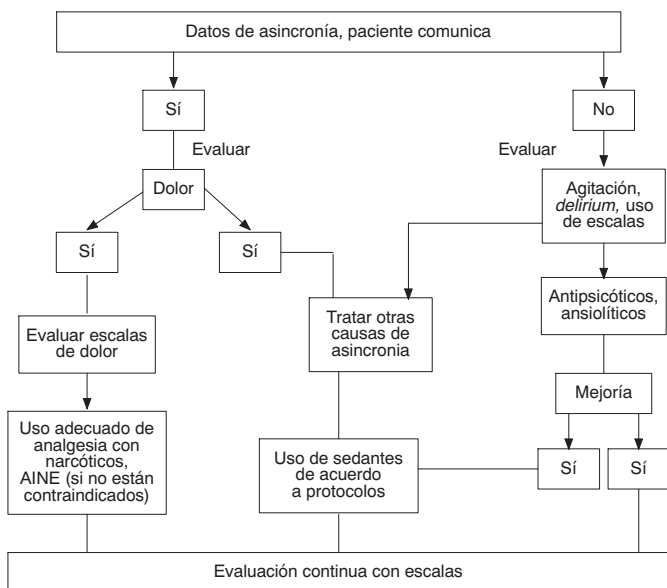 Datos de asincronía, paciente comunica
Sí
No
Evaluar
Evaluar
Dolor
Agitación,
delirium, uso
de escalas
Sí
Sí
Antipsicóticos,
ansiolíticos
Tratar otras
causas de
asincronia
Evaluar escalas
de dolor
Mejoría
Uso adecuado de
analgesia con
narcóticos,
AINE (si no están
contraindicados)
Uso de sedantes
de acuerdo
a protocolos
Sí
Sí
Evaluación continua con escalas